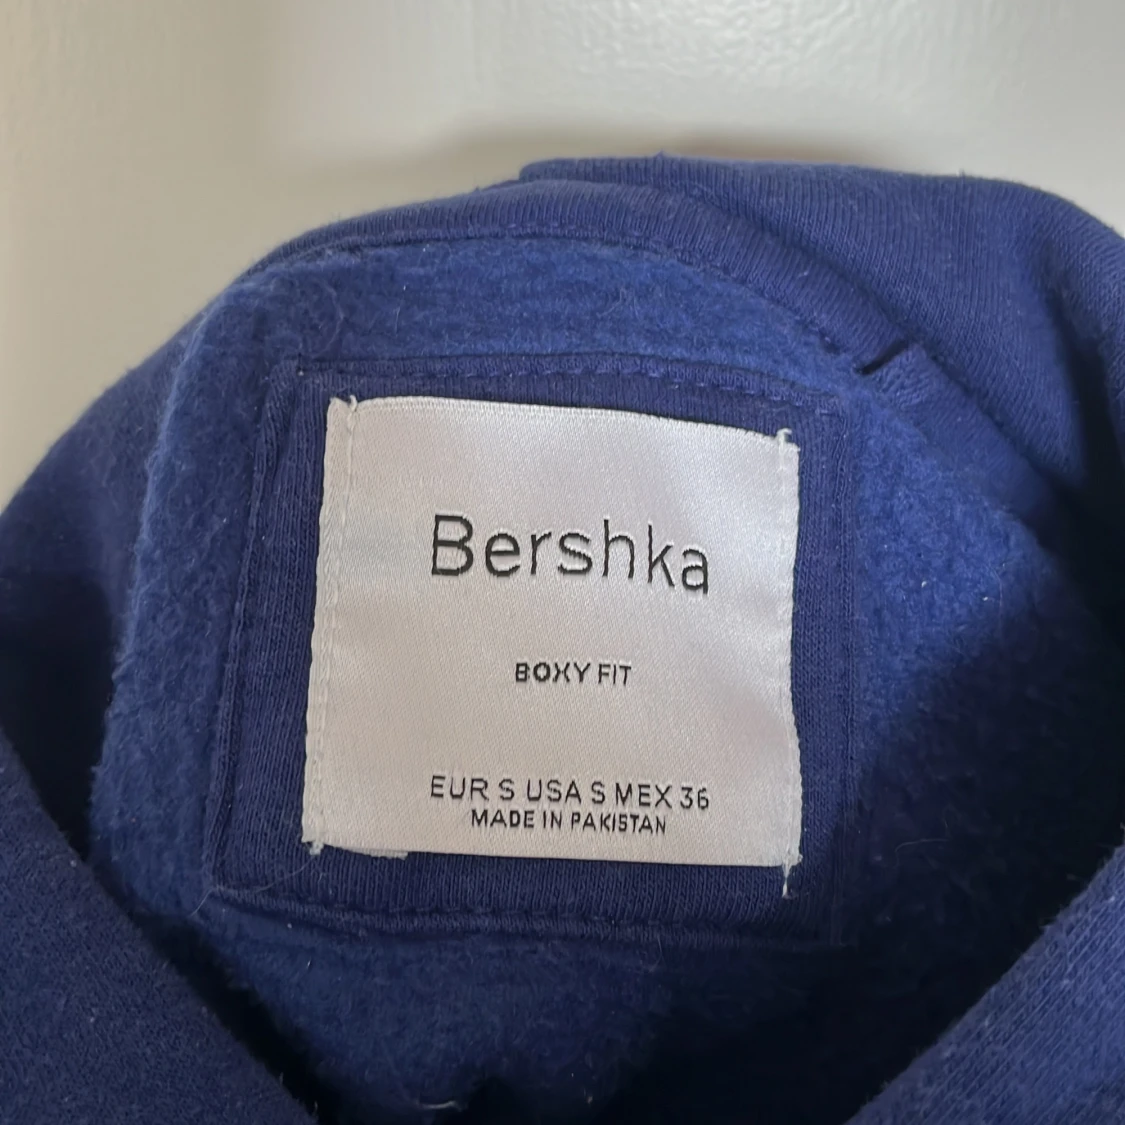 Bershka
BOXY FIT
EUR S USA S MEX 36
MADE IN PAKISTAN